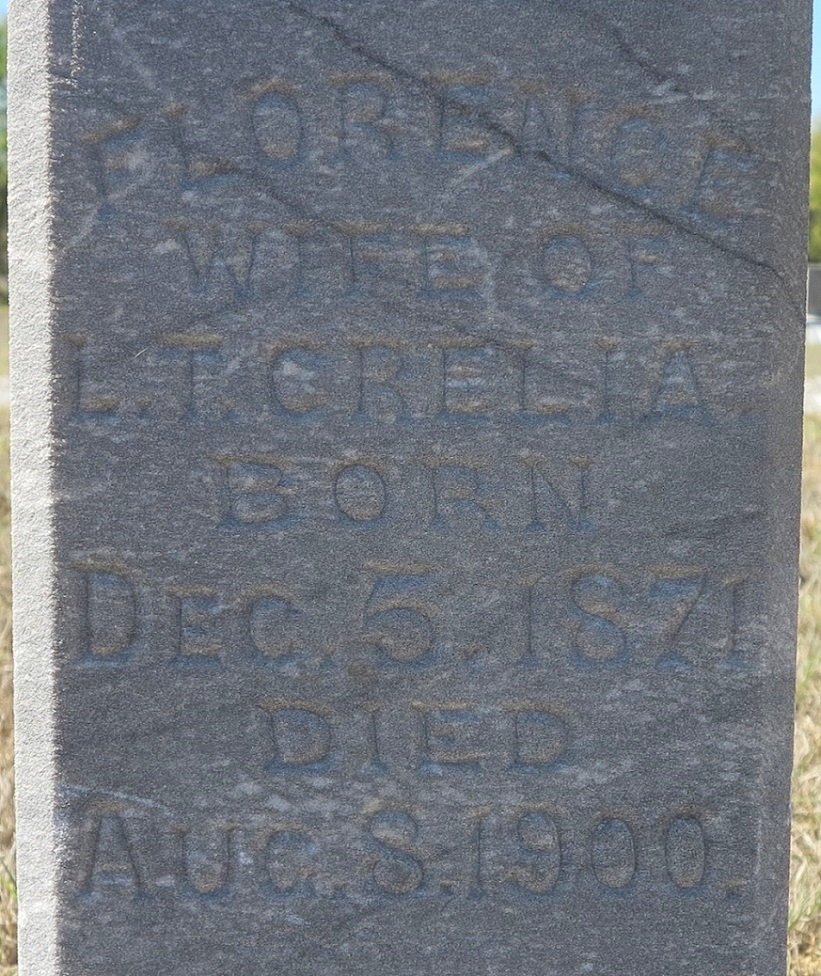 FLORENCE
WIFE OF
L.T. CRELIA.
BORN
DEC. 5. 1871
DIED
AUG. 8. 1900.